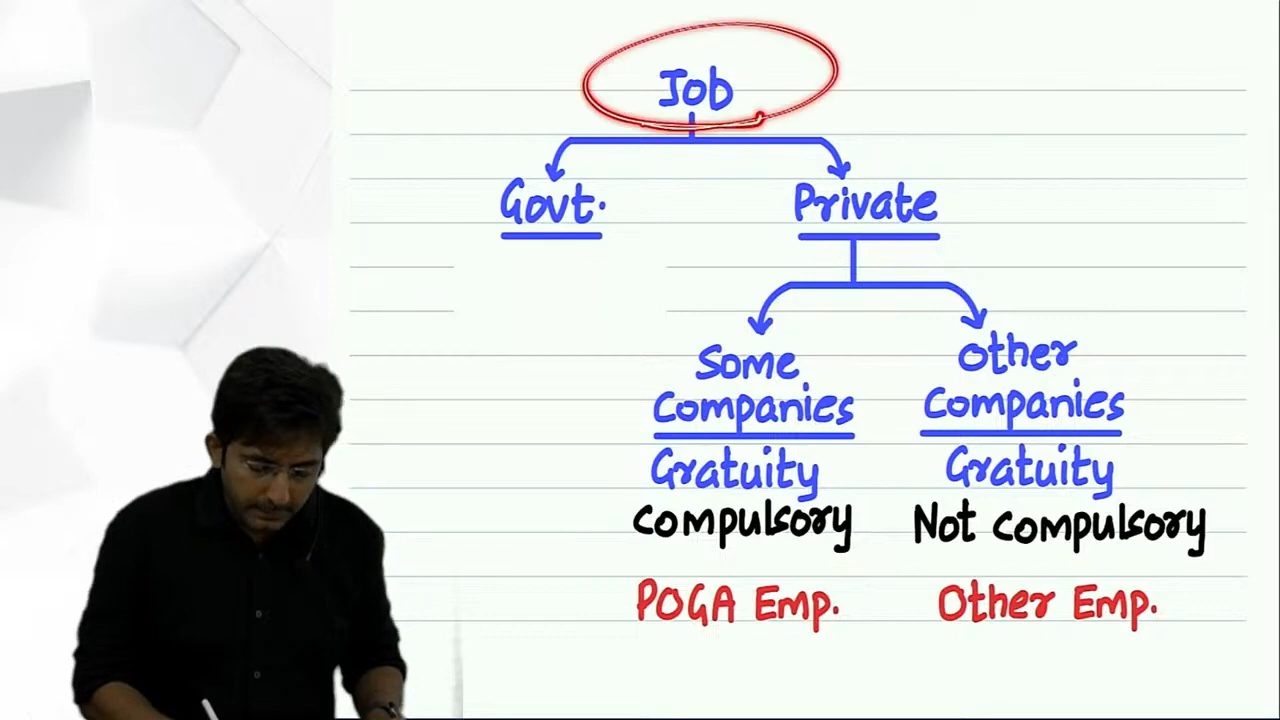 Job
Govt.
Private
Some
Companies
Gratuity
Compulsory
POGA Emp.
Other
Companies
Gratuity
Not Compulsory
Other Emp.